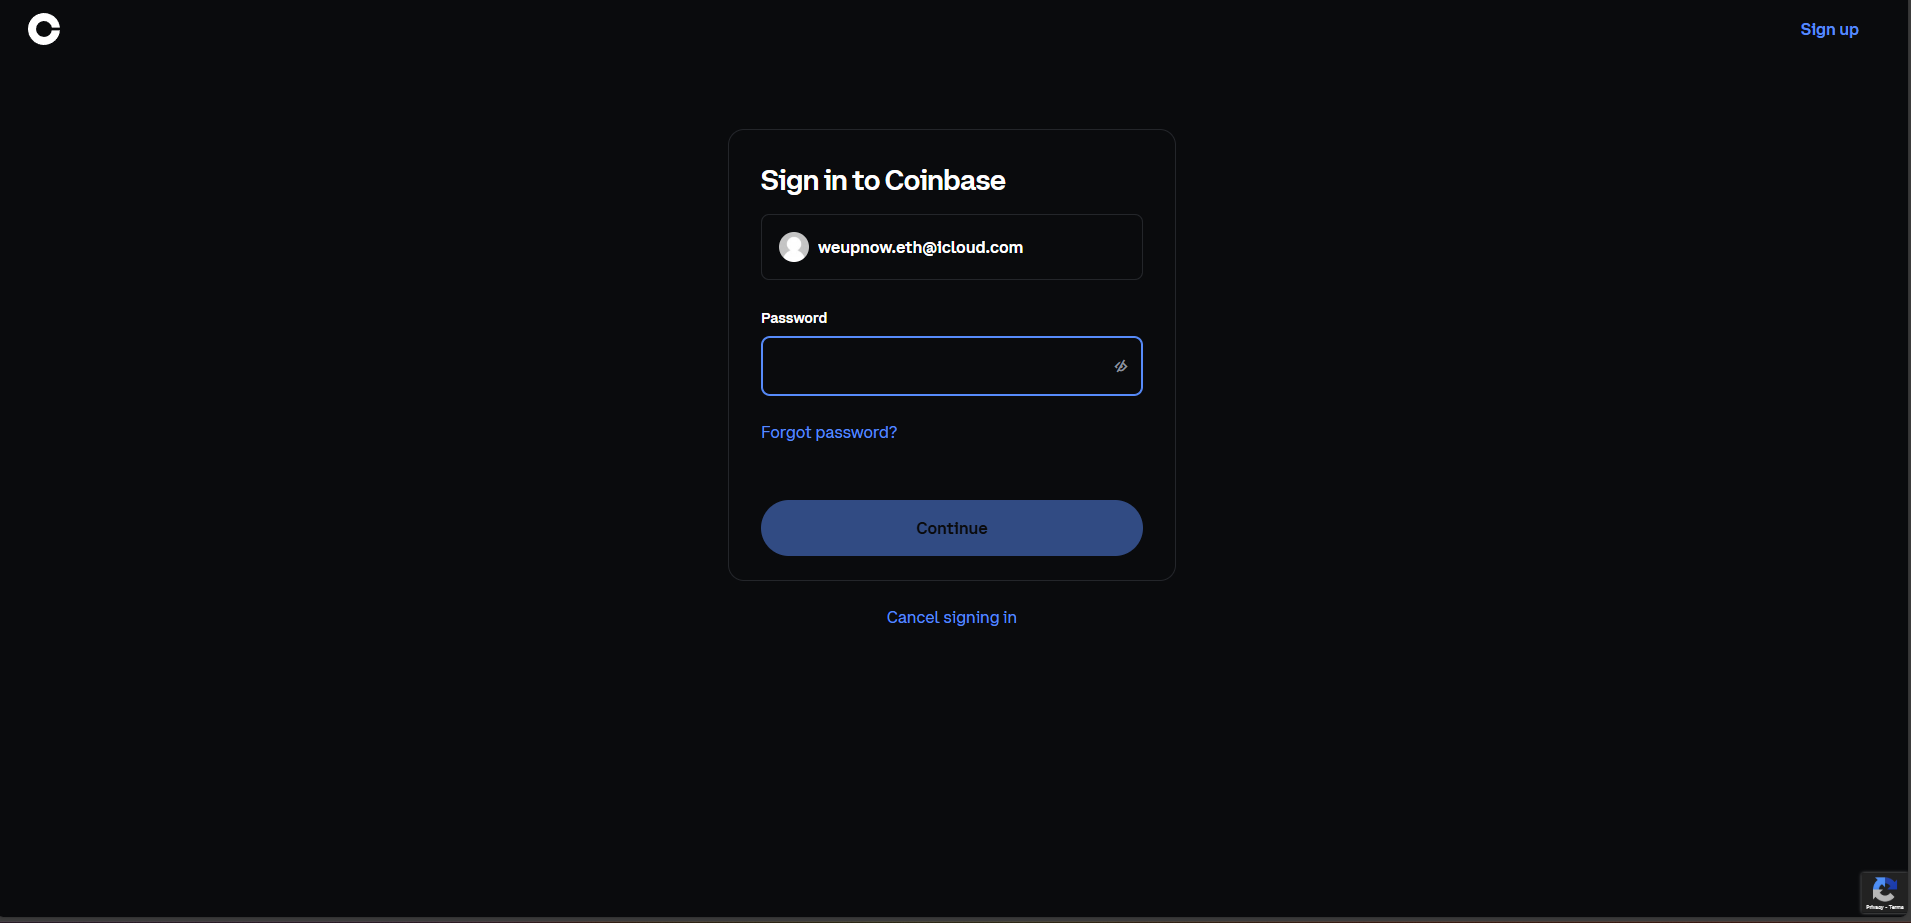 Sign up
Sign in to Coinbase
weupnow.eth@icloud.com
Password
Forgot password?
Continue
Cancel signing in
Privacy - Terms